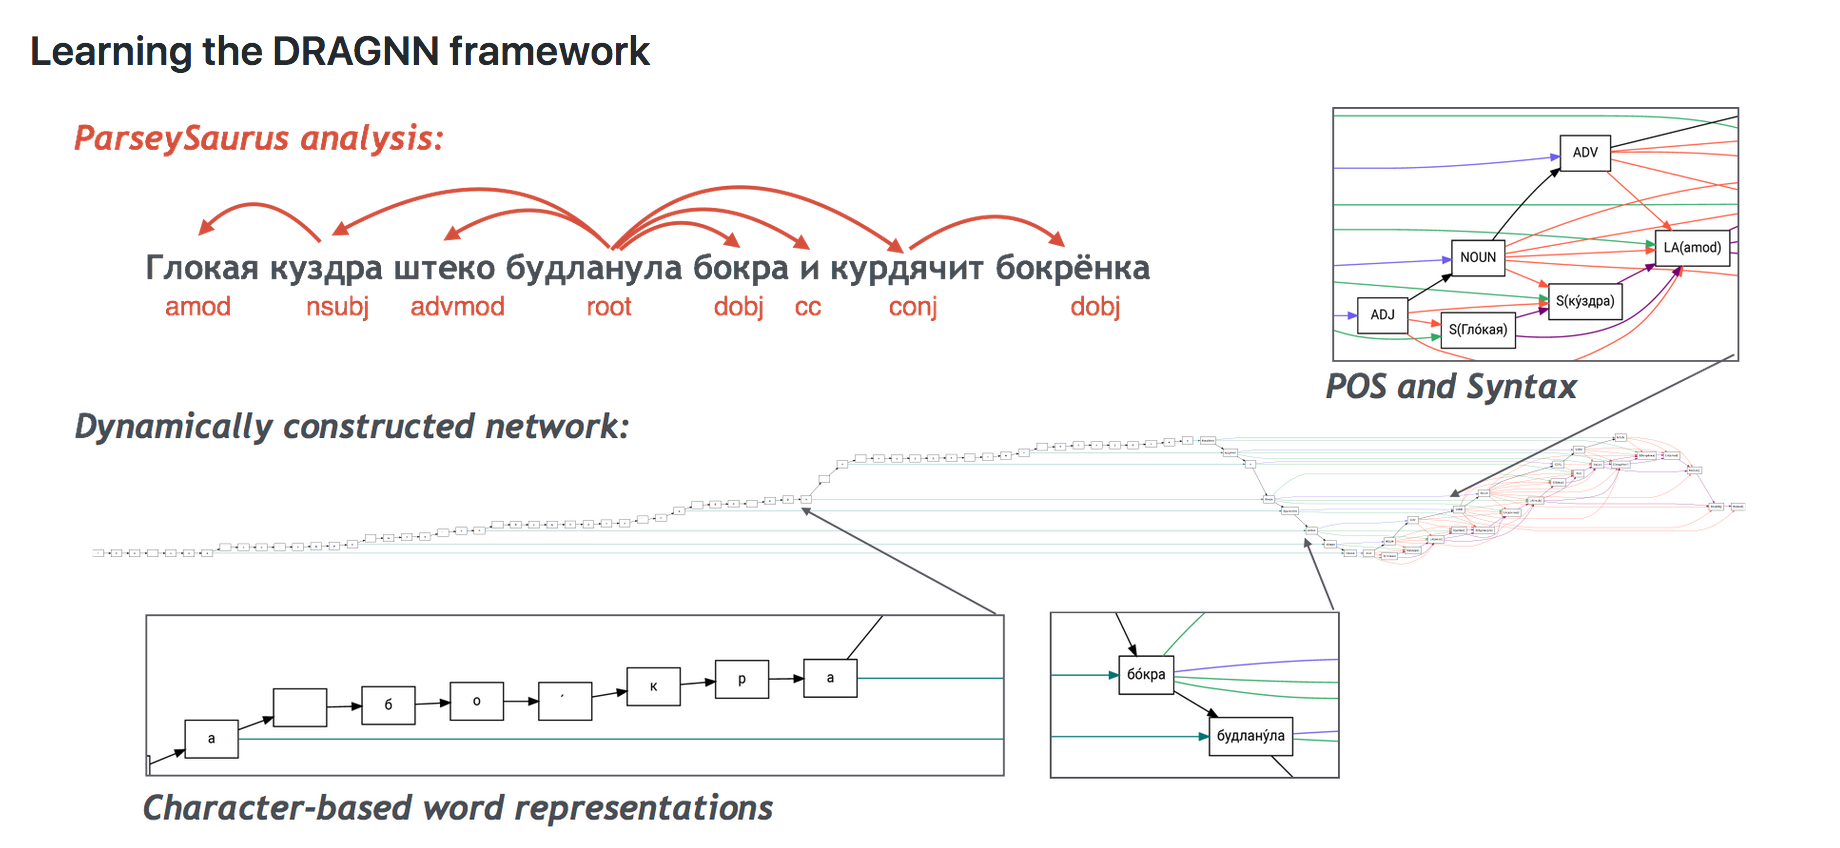 Learning the DRAGNN framework
ParseySaurus analysis:
Глокая куздра штеко будланула бокра и курдячит бокрёнка
amod nsubj advmod root dobj cc conj dobj
ADV
NOUN
LA(amod)
S(ку́здра)
ADJ
S(Гло́кая)
POS and Syntax
Dynamically constructed network:
а б о ´ к р а
бо́кра
будлану́ла
Character-based word representations